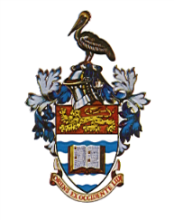 ORIENS EX OCCIDENTE LUX